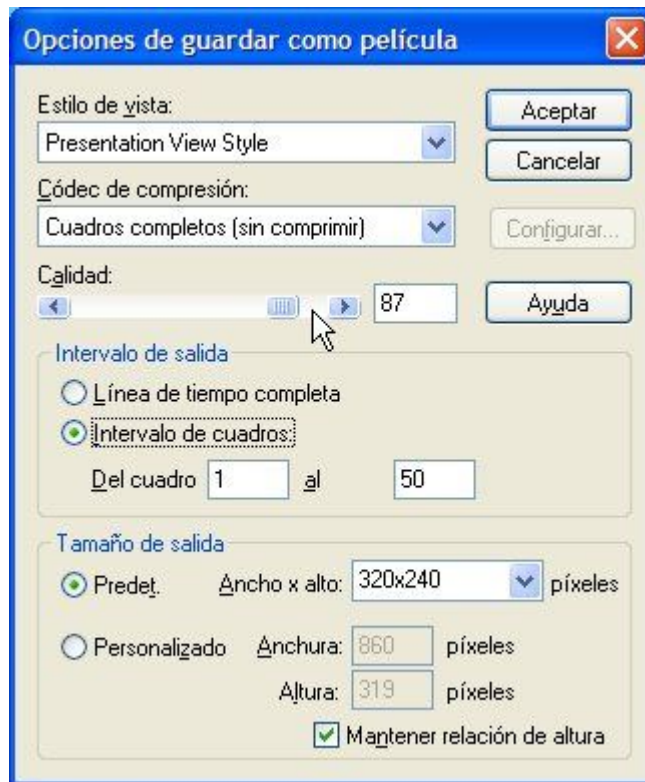 Opciones de guardar como película
Estilo de vista:
Presentation View Style
Aceptar
Cancelar
Códec de compresión:
Cuadros completos (sin comprimir)
Configurar...
Calidad:
87
Ayuda
Intervalo de salida
Línea de tiempo completa
Intervalo de cuadros:
Del cuadro 1 al 50
Tamaño de salida
Predet. Ancho x alto: 320x240 píxeles
Personalizado Anchura: 860 píxeles
Altura: 319 píxeles
Mantener relación de altura